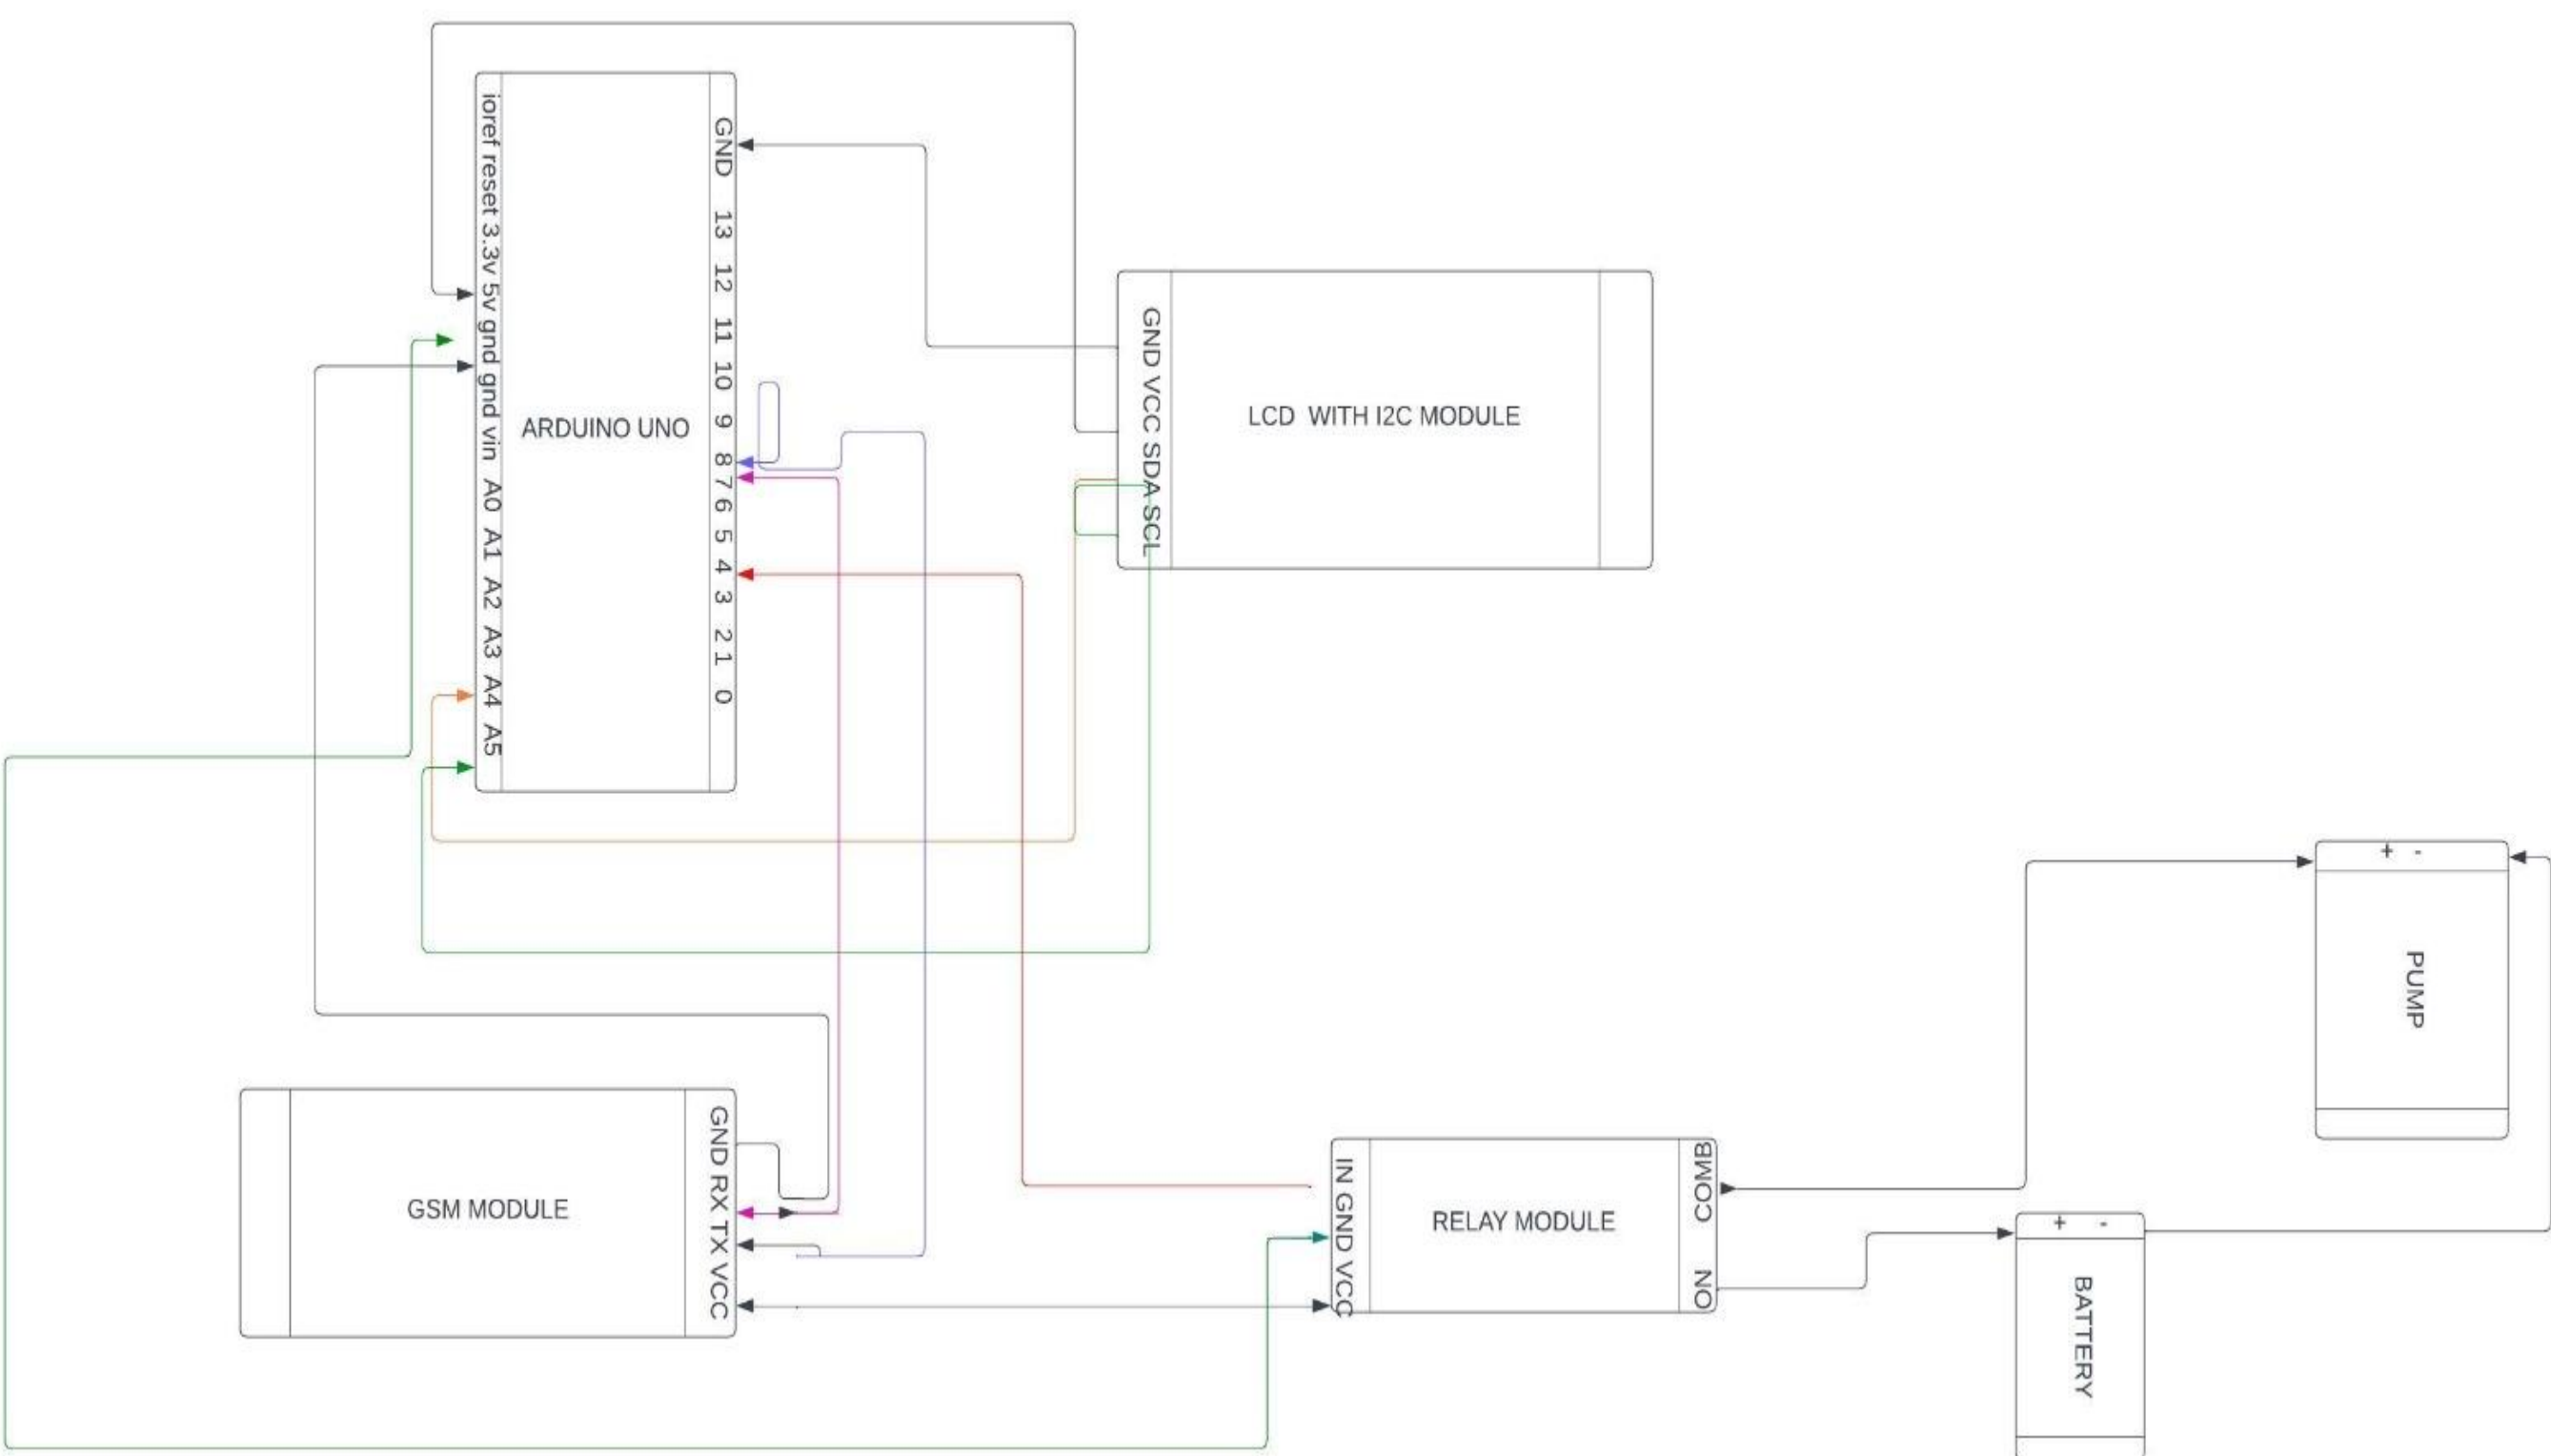 ioref reset 3.3v 5v gnd gnd vin A0 A1 A2 A3 A4 A5
ARDUINO UNO
GND 13 12 11 10 9 8 7 6 5 4 3 2 1 0
GND VCC SDA SCL
LCD WITH I2C MODULE
GSM MODULE
GND RX TX VCC
IN GND VCC
RELAY MODULE
COMB NO
+ -
PUMP
+ -
BATTERY